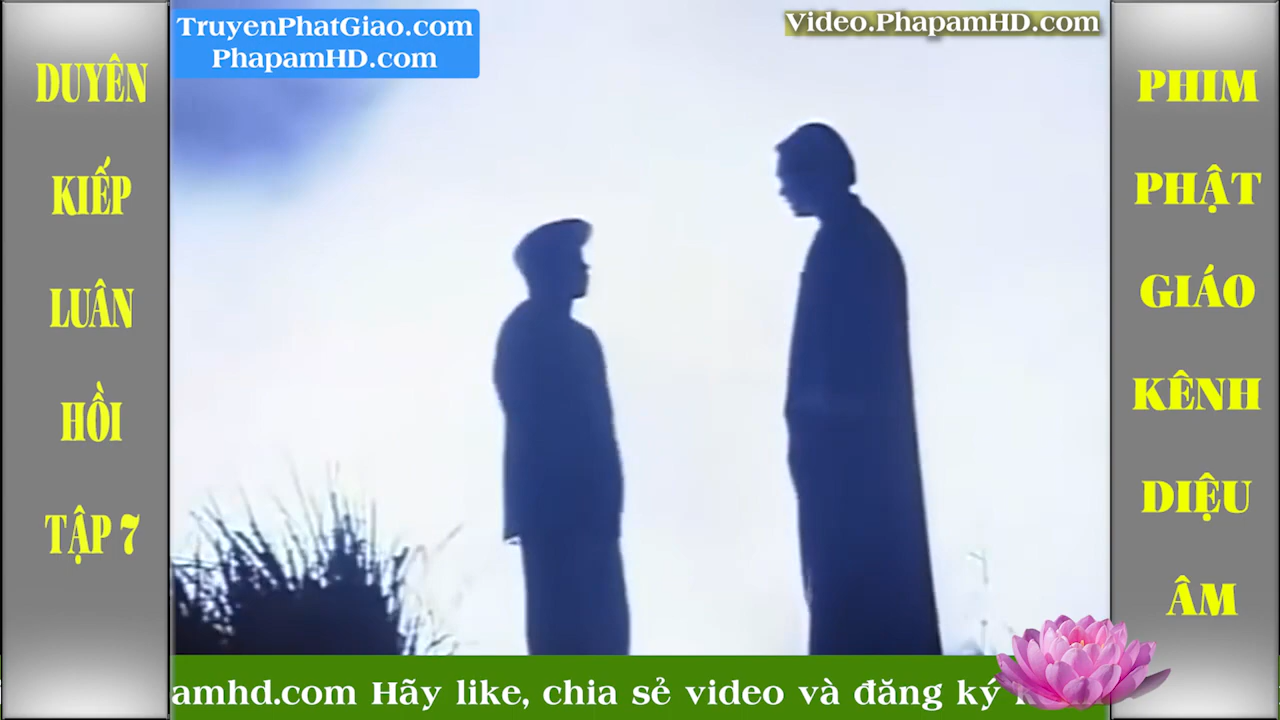 TruyenPhatGiao.com
PhapamHD.com
Video.PhapamHD.com
DUYÊN
KIẾP
LUÂN
HỒI
TẬP 7
PHIM
PHẬT
GIÁO
KÊNH
DIỆU
ÂM
amhd.com Hãy like, chia sẻ video và đăng ký